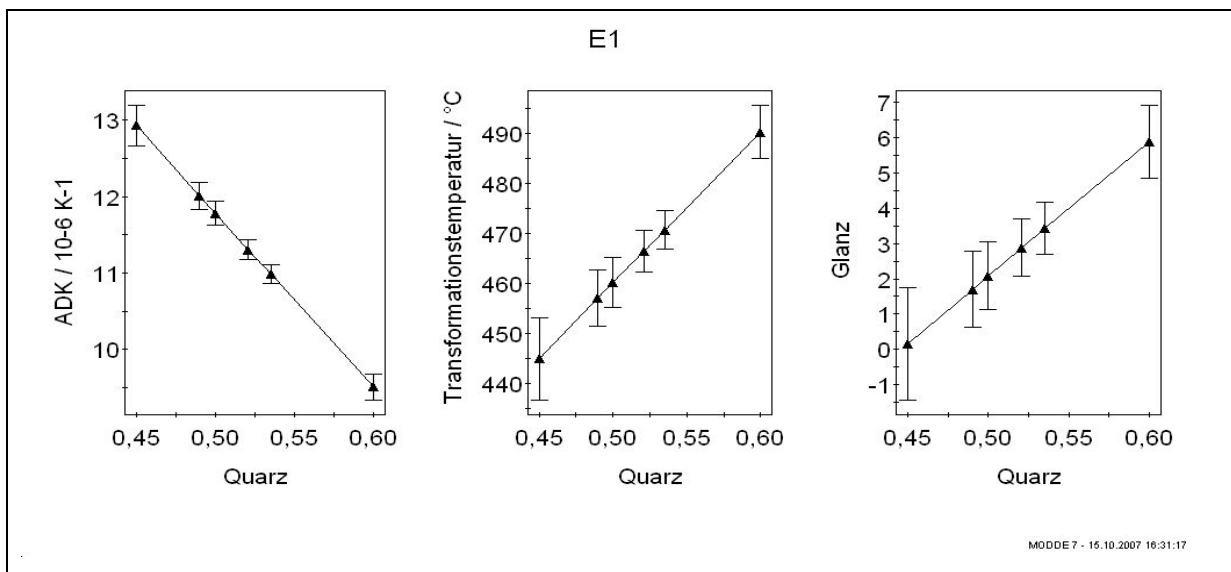 E1
ADK / 10-6 K-1
13
12
11
10
0,45 0,50 0,55 0,60
Quarz
Transformationstemperatur / °C
490
480
470
460
450
440
0,45 0,50 0,55 0,60
Quarz
Glanz
7
6
5
4
3
2
1
0
-1
0,45 0,50 0,55 0,60
Quarz
MODDE 7 - 15.10.2007 16:31:17